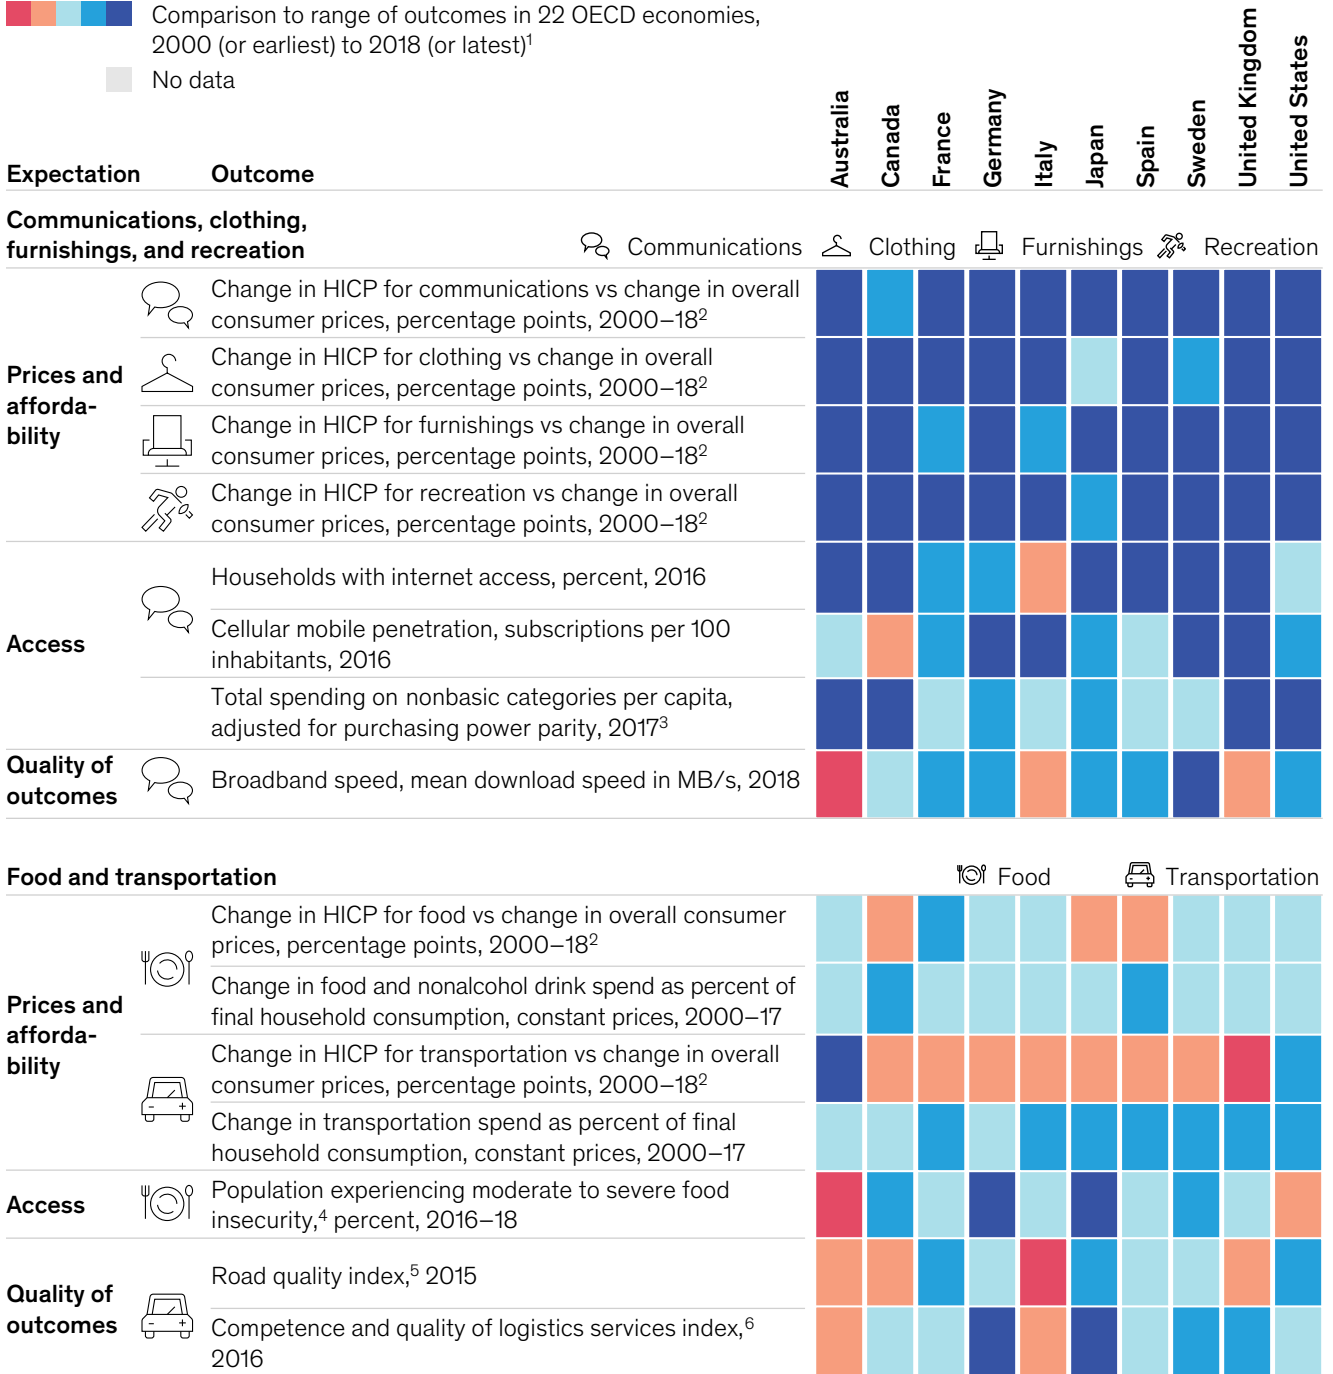 Comparison to range of outcomes in 22 OECD economies,
2000 (or earliest) to 2018 (or latest)¹
No data
Australia
Canada
France
Germany
Italy
Japan
Spain
Sweden
United Kingdom
United States
Expectation
Outcome
Communications, clothing,
furnishings, and recreation
Communications
Clothing
Furnishings
Recreation
Prices and
afforda-
bility
Change in HICP for communications vs change in overall
consumer prices, percentage points, 2000–18²
Change in HICP for clothing vs change in overall
consumer prices, percentage points, 2000–18²
Change in HICP for furnishings vs change in overall
consumer prices, percentage points, 2000–18²
Change in HICP for recreation vs change in overall
consumer prices, percentage points, 2000–18²
Access
Households with internet access, percent, 2016
Cellular mobile penetration, subscriptions per 100
inhabitants, 2016
Total spending on nonbasic categories per capita,
adjusted for purchasing power parity, 2017³
Quality of
outcomes
Broadband speed, mean download speed in MB/s, 2018
Food and transportation
Food
Transportation
Prices and
afforda-
bility
Change in HICP for food vs change in overall consumer
prices, percentage points, 2000–18²
Change in food and nonalcohol drink spend as percent of
final household consumption, constant prices, 2000–17
Change in HICP for transportation vs change in overall
consumer prices, percentage points, 2000–18²
Change in transportation spend as percent of final
household consumption, constant prices, 2000–17
Access
Population experiencing moderate to severe food
insecurity,⁴ percent, 2016–18
Quality of
outcomes
Road quality index,⁵ 2015
Competence and quality of logistics services index,⁶
2016